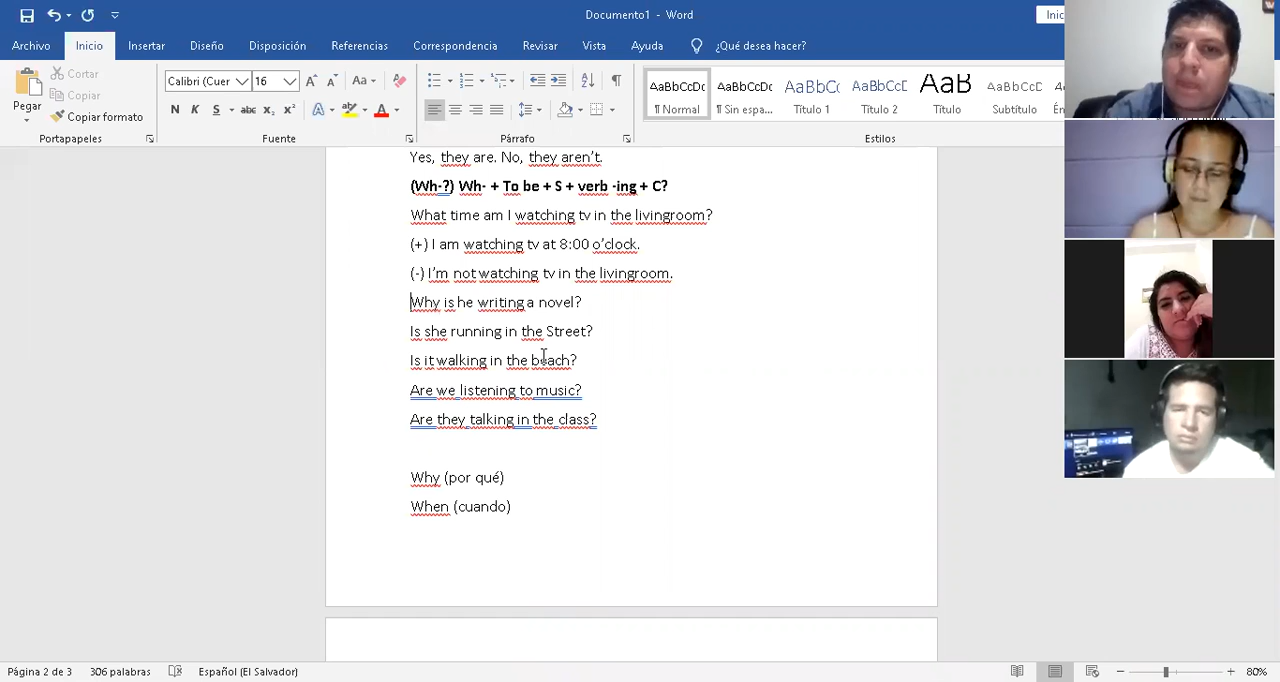 Documento1 - Word
Inic
Archivo Inicio Insertar Diseño Disposición Referencias Correspondencia Revisar Vista Ayuda ¿Qué desea hacer?
Pegar
Cortar
Copiar
Copiar formato
Portapapeles
Calibri (Cuer 16
N K S abc x₂ x²
Fuente
Párrafo
AaBbCcDc AaBbCcDc AaBbCc AaBbCcC AaB AaBbCcD
¶ Normal ¶ Sin espa... Título 1 Título 2 Título Subtítulo
Estilos
Yes, they are. No, they aren't.
(Wh-?) Wh- + To be + S + verb -ing + C?
What time am I watching tv in the livingroom?
(+) I am watching tv at 8:00 o'clock.
(-) I'm not watching tv in the livingroom.
Why is he writing a novel?
Is she running in the Street?
Is it walking in the beach?
Are we listening to music?
Are they talking in the class?
Why (por qué)
When (cuando)
Página 2 de 3 306 palabras Español (El Salvador) 80%